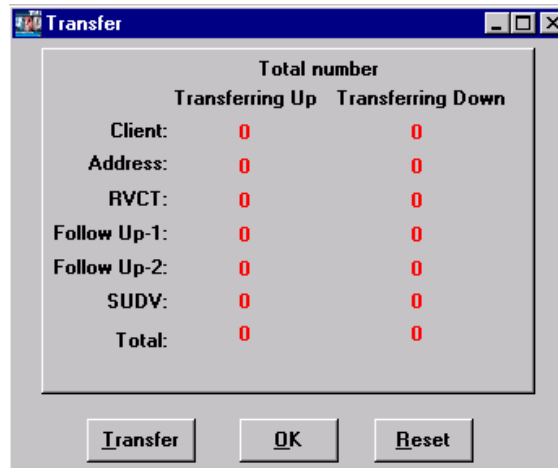 Transfer
Total number
Transferring Up Transferring Down
Client: 0 0
Address: 0 0
RVCT: 0 0
Follow Up-1: 0 0
Follow Up-2: 0 0
SUDV: 0 0
Total: 0 0
Transfer OK Reset